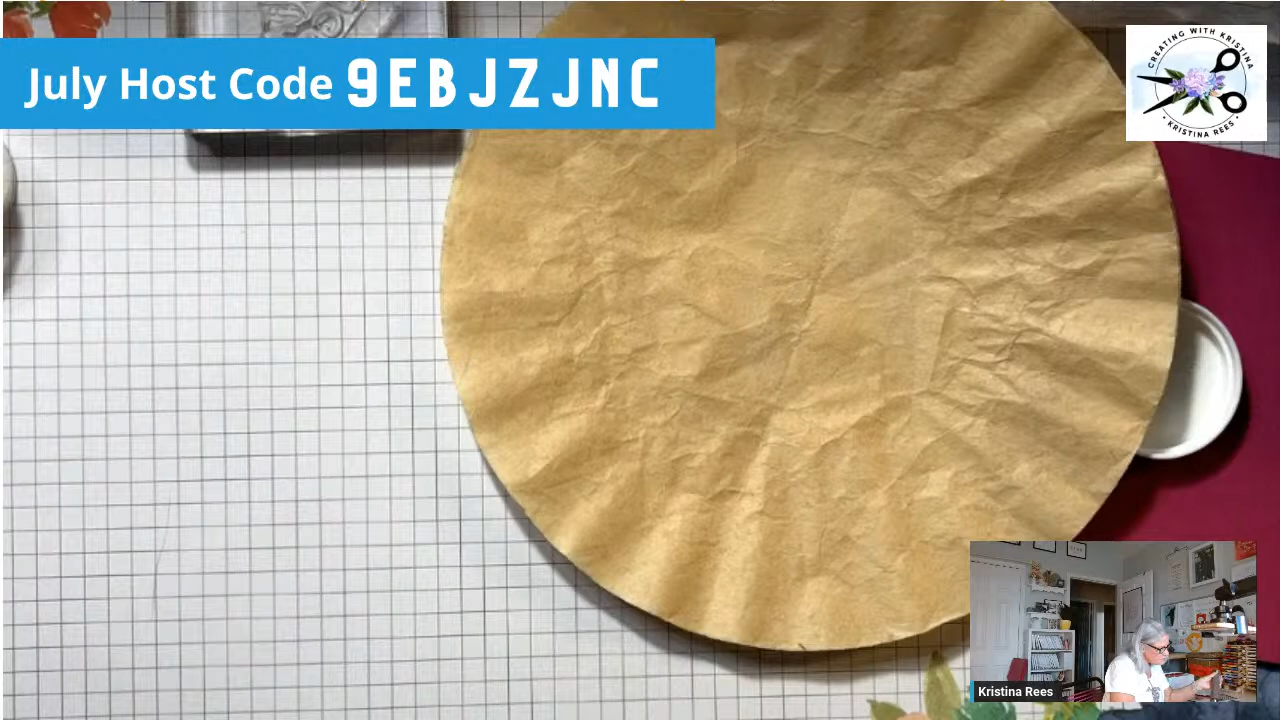 July Host Code 9EBJZJNC
CREATING WITH KRISTINA
• KRISTINA REES •
Kristina Rees